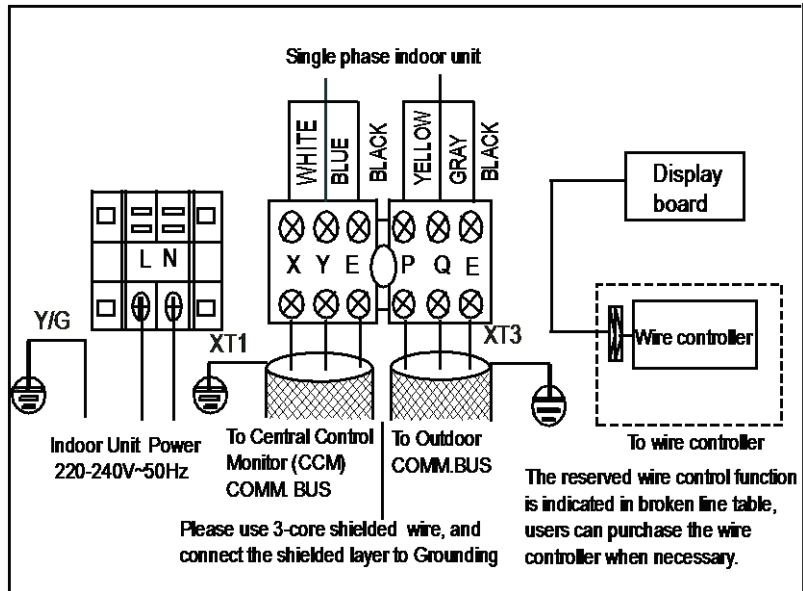 Single phase indoor unit
WHITE
BLUE
BLACK
YELLOW
GRAY
BLACK
Display
board
L N
X Y E P Q E
Y/G
XT1
XT3
Wire controller
Indoor Unit Power
220-240V~50Hz
To Central Control
Monitor (CCM)
COMM. BUS
To Outdoor
COMM.BUS
To wire controller
The reserved wire control function
is indicated in broken line table,
users can purchase the wire
controller when necessary.
Please use 3-core shielded wire, and
connect the shielded layer to Grounding